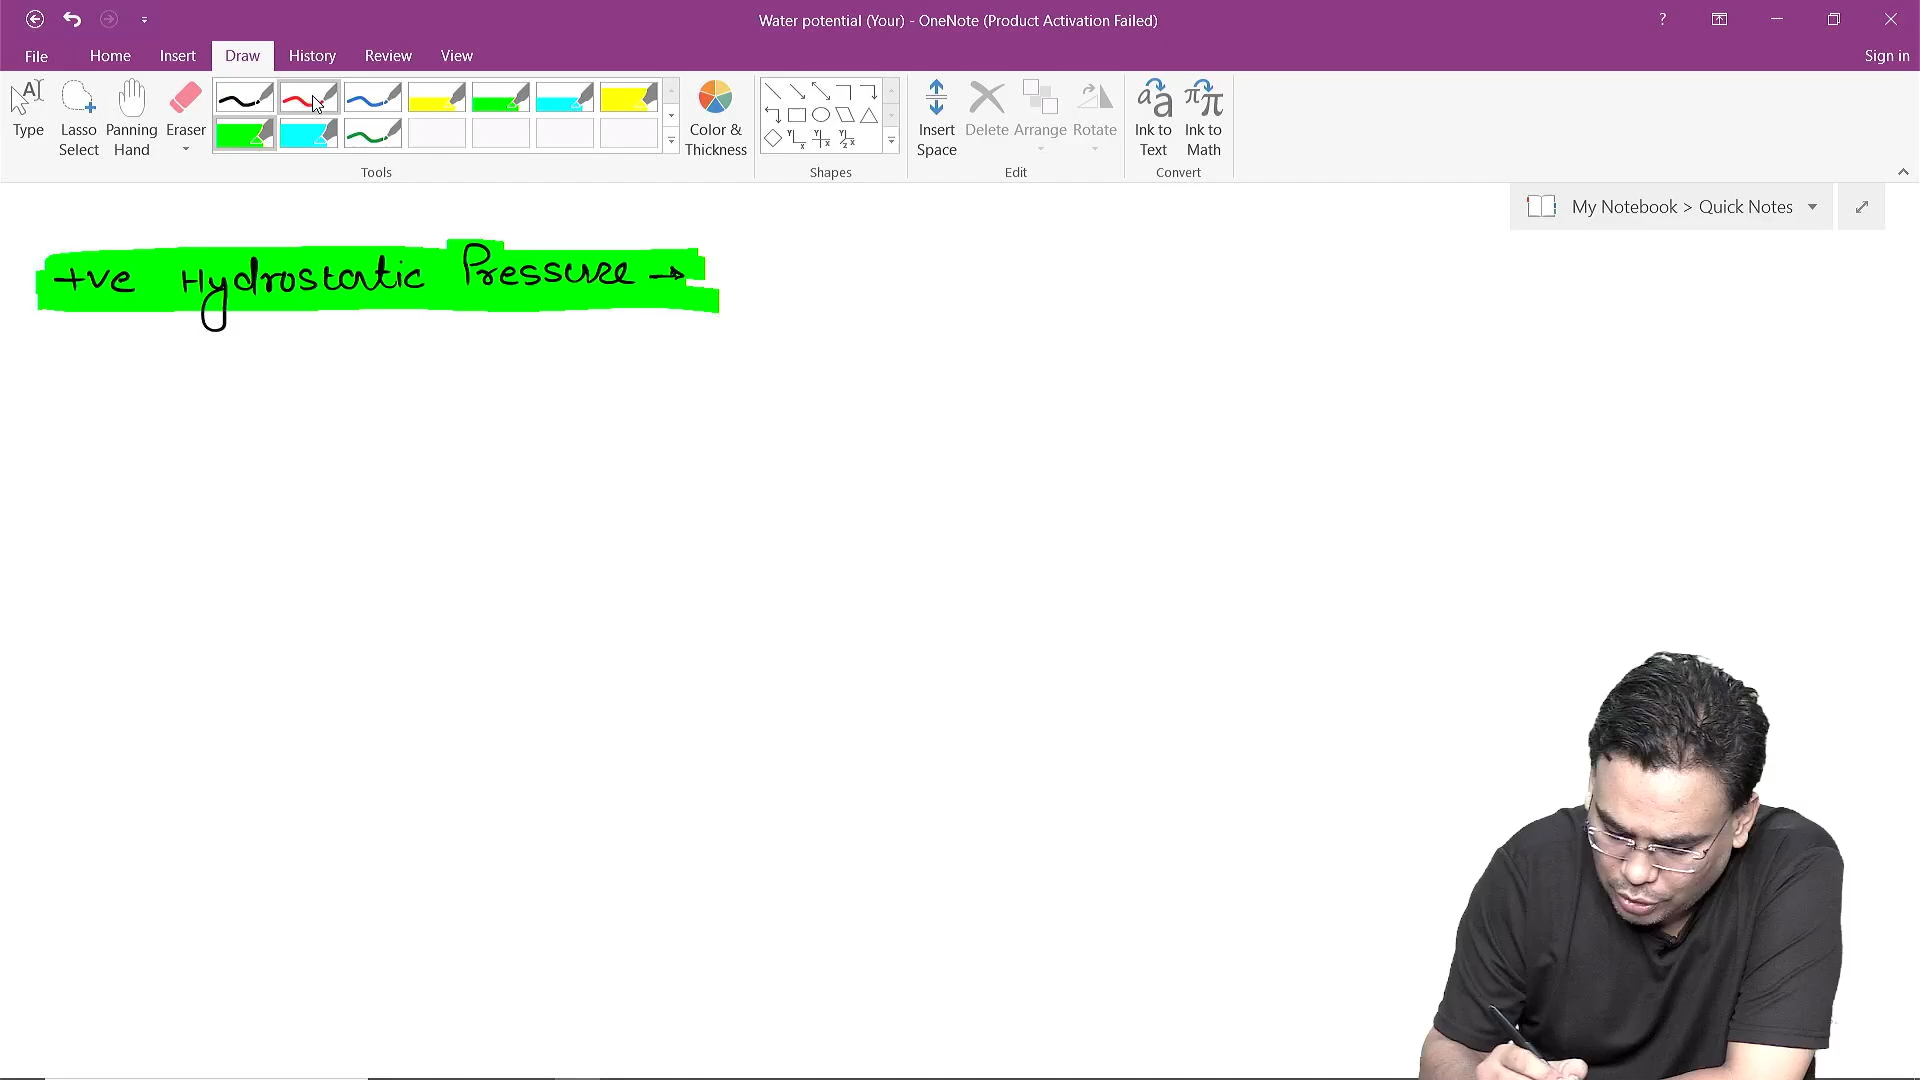 Water potential (Your) - OneNote (Product Activation Failed)
?
File Home Insert Draw History Review View
Sign in
Type
Lasso Select
Panning Hand
Eraser
Color & Thickness
Insert Space
Delete
Arrange
Rotate
Ink to Text
Ink to Math
Tools
Shapes
Edit
Convert
My Notebook > Quick Notes
+ve Hydrostatic Pressure →